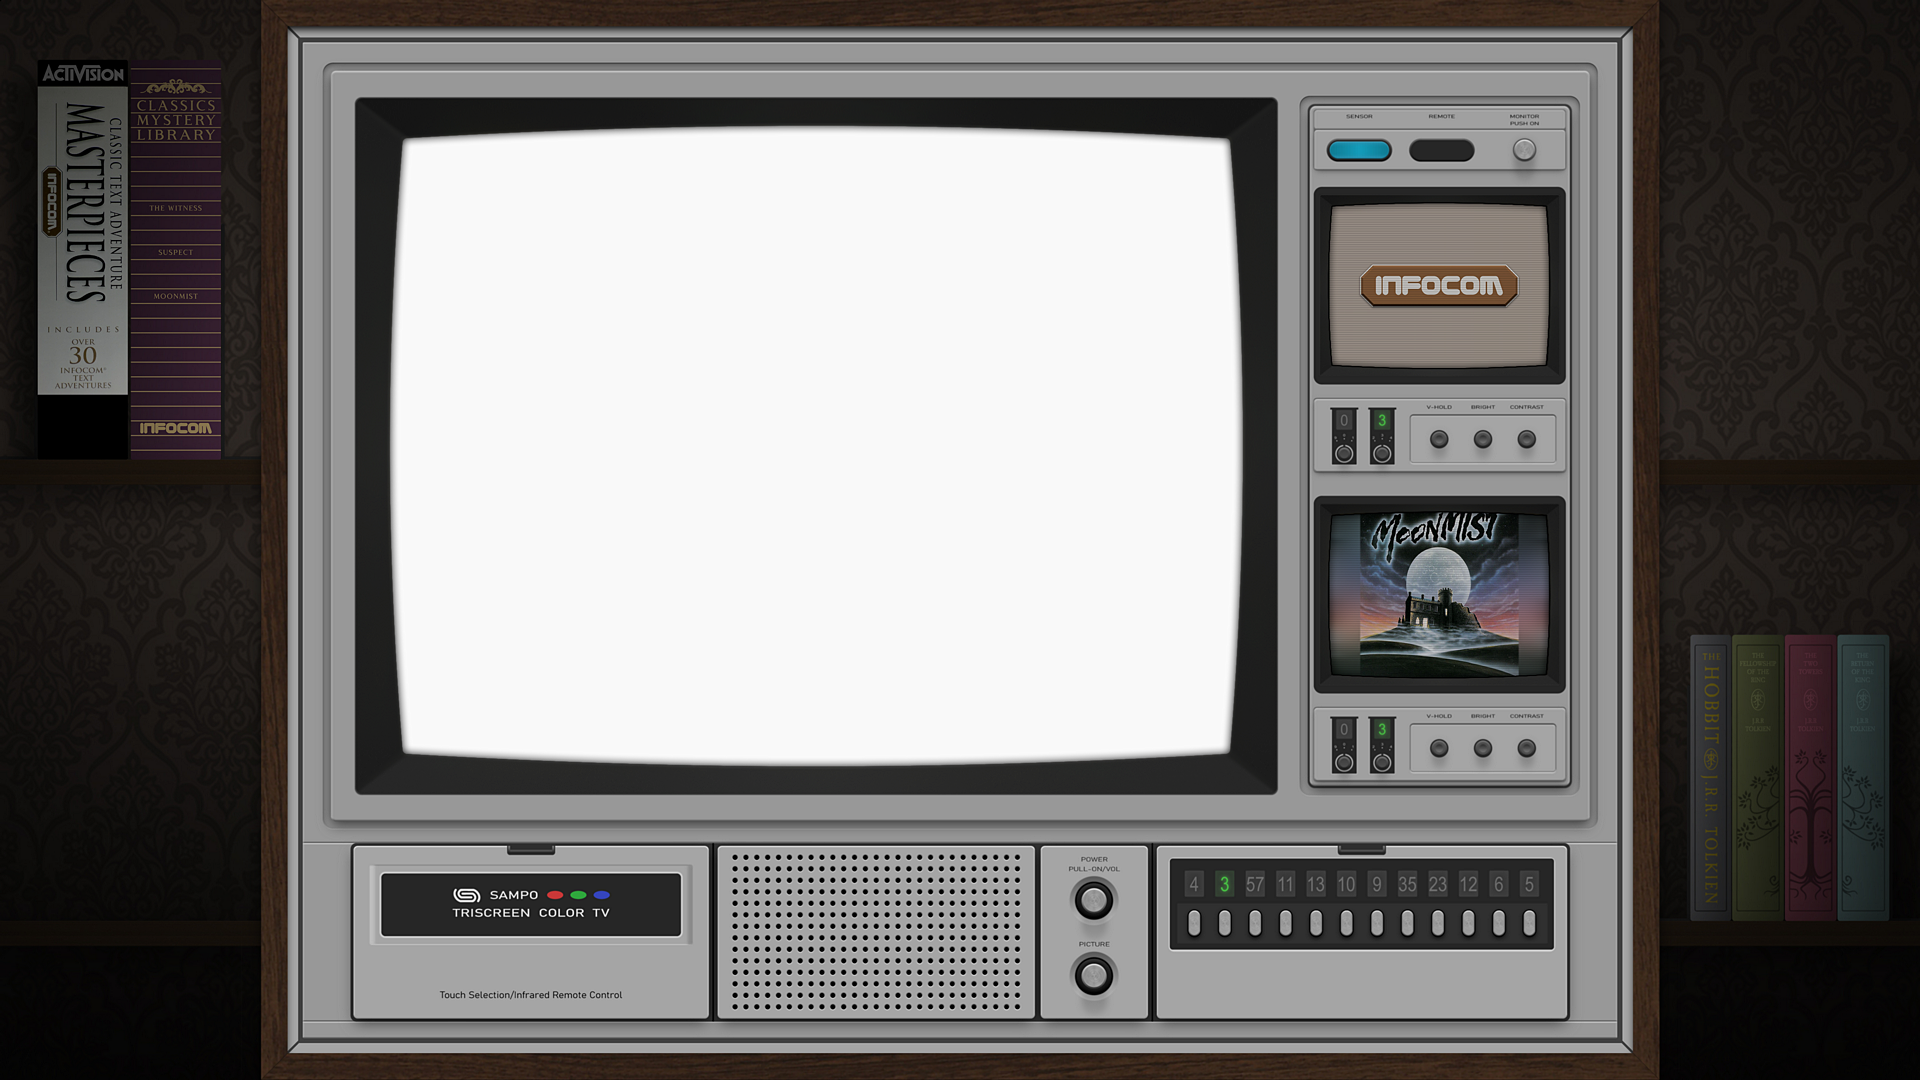 ACTIVISION
CLASSIC TEXT ADVENTURE
MASTERPIECES
INFOCOM
INCLUDES
OVER
30
INFOCOM®
TEXT
ADVENTURES
CLASSICS
MYSTERY
LIBRARY
THE WITNESS
SUSPECT
MOONMIST
INFOCOM
SENSOR
REMOTE
MONITOR
PUSH ON
INFOCOM
0 3
V-HOLD BRIGHT CONTRAST
MOONMIST
0 3
V-HOLD BRIGHT CONTRAST
SAMPO
TRISCREEN COLOR TV
Touch Selection/Infrared Remote Control
POWER
PULL-ON/VOL
PICTURE
4 3 57 11 13 10 9 35 23 12 6 5
THE HOBBIT J.R.R. TOLKIEN
THE
FELLOWSHIP
OF THE
RING
J.R.R.
TOLKIEN
THE
TWO
TOWERS
J.R.R.
TOLKIEN
THE
RETURN
OF THE
KING
J.R.R.
TOLKIEN